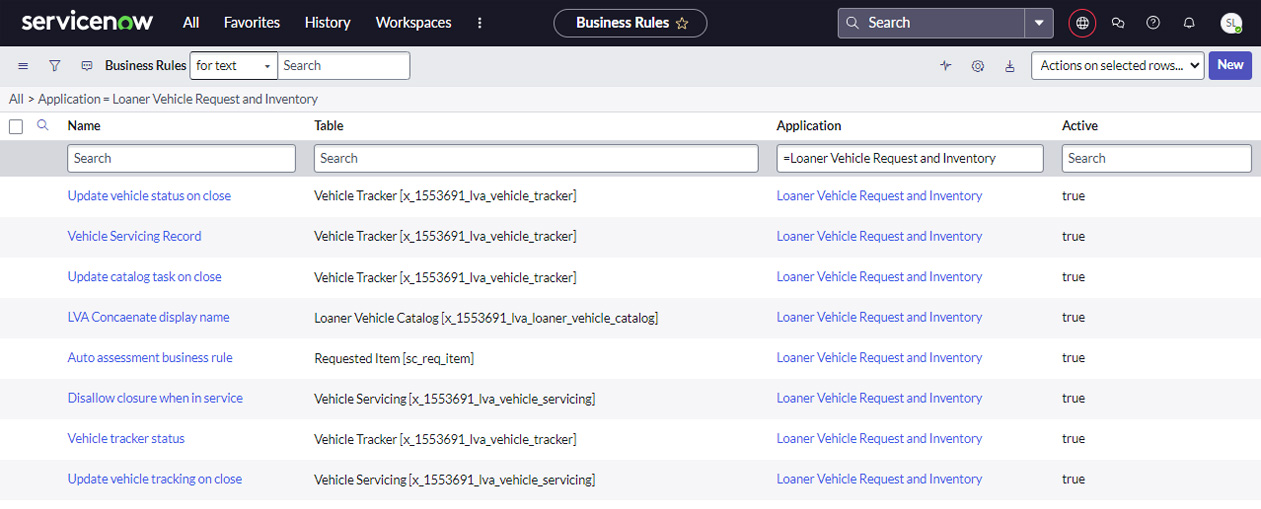 servicenow All Favorites History Workspaces Business Rules Search SL
Business Rules for text Search Actions on selected rows... New
All > Application = Loaner Vehicle Request and Inventory
Name Table Application Active
Search Search =Loaner Vehicle Request and Inventory Search
Update vehicle status on close Vehicle Tracker [x_1553691_lva_vehicle_tracker] Loaner Vehicle Request and Inventory true
Vehicle Servicing Record Vehicle Tracker [x_1553691_lva_vehicle_tracker] Loaner Vehicle Request and Inventory true
Update catalog task on close Vehicle Tracker [x_1553691_lva_vehicle_tracker] Loaner Vehicle Request and Inventory true
LVA Concaenate display name Loaner Vehicle Catalog [x_1553691_lva_loaner_vehicle_catalog] Loaner Vehicle Request and Inventory true
Auto assessment business rule Requested Item [sc_req_item] Loaner Vehicle Request and Inventory true
Disallow closure when in service Vehicle Servicing [x_1553691_lva_vehicle_servicing] Loaner Vehicle Request and Inventory true
Vehicle tracker status Vehicle Tracker [x_1553691_lva_vehicle_tracker] Loaner Vehicle Request and Inventory true
Update vehicle tracking on close Vehicle Servicing [x_1553691_lva_vehicle_servicing] Loaner Vehicle Request and Inventory true